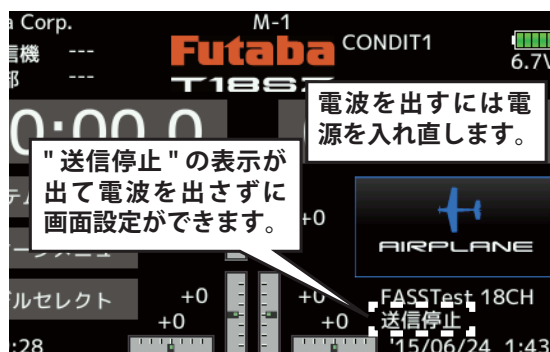 a Corp.
M-1
CONDIT1
信機 ---
部 ---
Futaba
T18SZ
6.7V
電波を出すには電
源を入れ直します。
0:00.0
"送信停止"の表示が
出て電波を出さずに
画面設定ができます。
+0
AIRPLANE
デルセレクト
+0
+0
FASSTest 18CH
+0
+0
送信停止
:28
'15/06/24 1:43